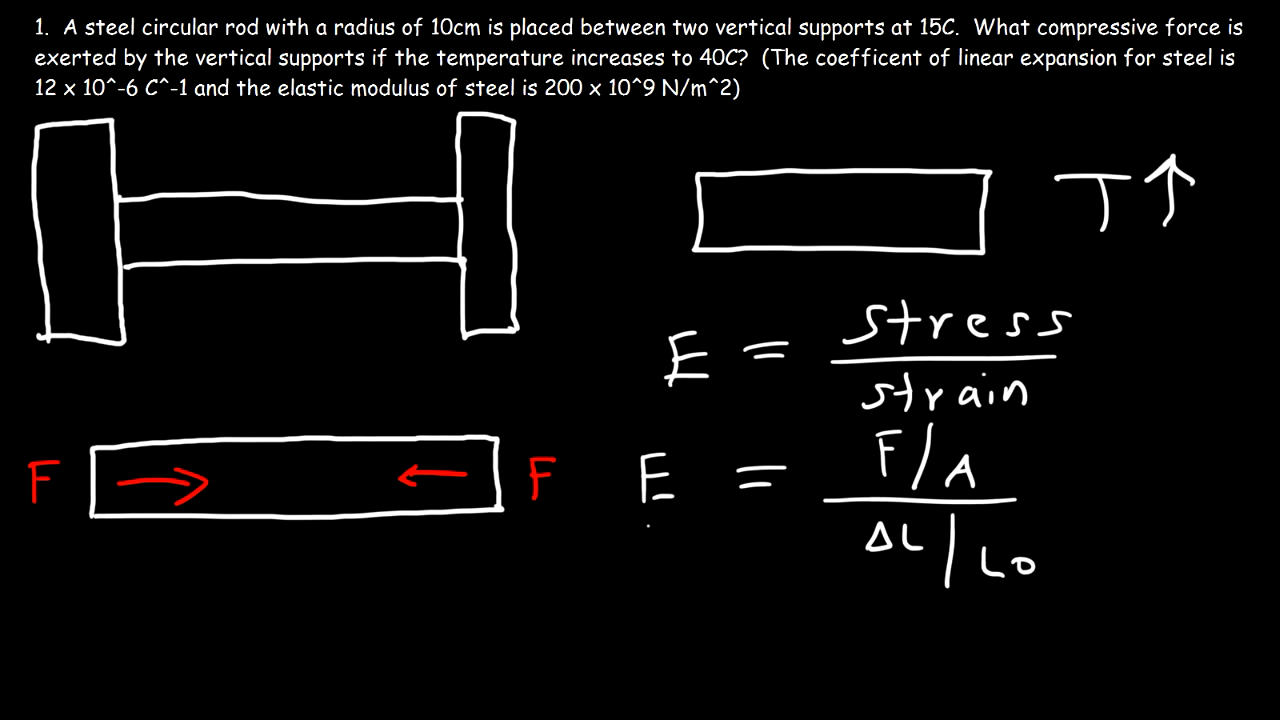 1. A steel circular rod with a radius of 10cm is placed between two vertical supports at 15C. What compressive force is
exerted by the vertical supports if the temperature increases to 40C? (The coefficent of linear expansion for steel is
12 x 10^-6 C^-1 and the elastic modulus of steel is 200 x 10^9 N/m^2)
T↑
E = stress
strain
F → ← F
E = F/A
ΔL/Lo